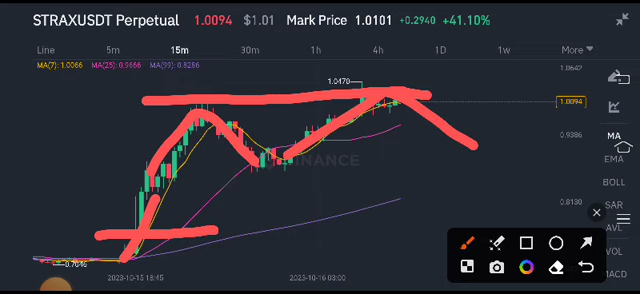 STRAXUSDT Perpetual 1.0094 $1.01 Mark Price 1.0101 +0.2940 +41.10%
Line 5m 15m 30m 1h 4h 1D 1w More
MA(7): 1.0066 MA(25): 0.9666 MA(99): 0.8286
1.0642
1.0470
1.0094
0.9386
MA
EMA
BINANCE
BOLL
0.8130
SAR
AVL
VOL
MACD
0.7046
2023-10-15 18:45 2023-10-16 03:00